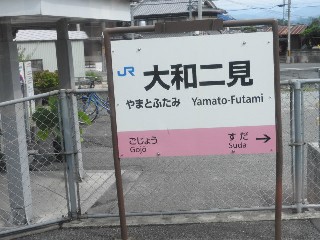 JR 大和二見
やまとふたみ Yamato-Futami
ごじょう すだ →
Gojō Suda